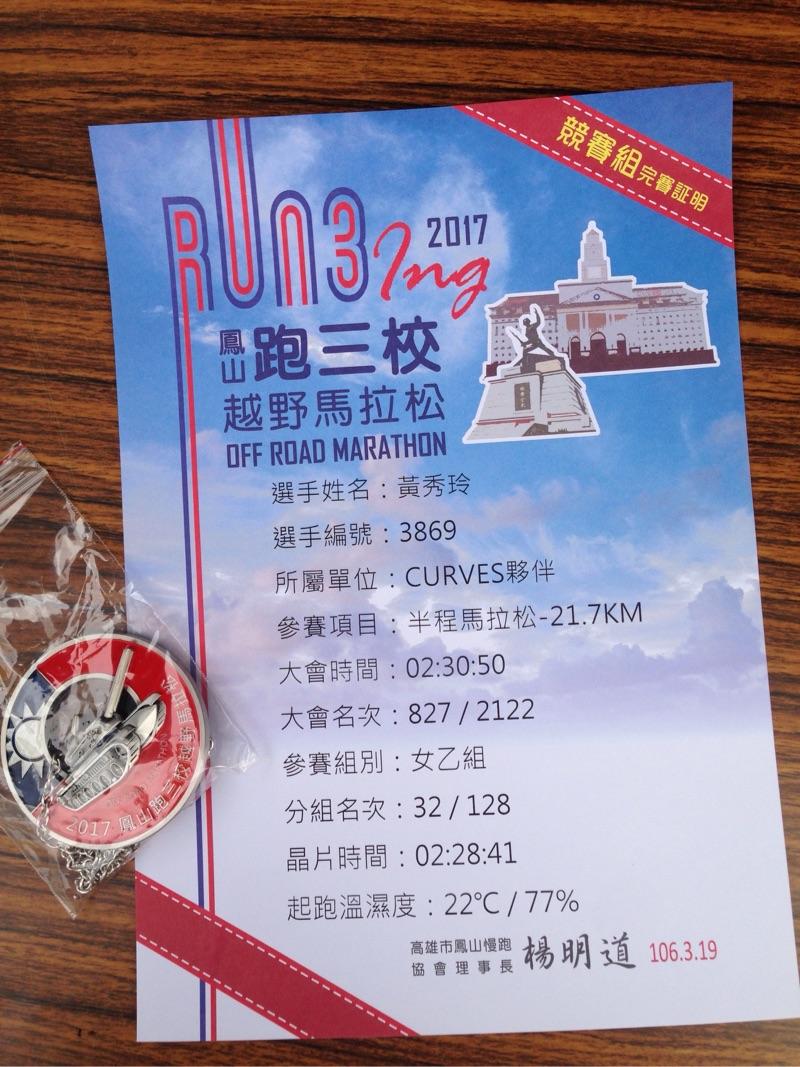 競賽組完賽証明
RUN3 Ing 2017
鳳山 跑三校
越野馬拉松
OFF ROAD MARATHON
選手姓名：黃秀玲
選手編號：3869
所屬單位：CURVES夥伴
參賽項目：半程馬拉松-21.7KM
大會時間：02:30:50
大會名次：827 / 2122
參賽組別：女乙組
分組名次：32 / 128
晶片時間：02:28:41
起跑溫濕度：22℃ / 77%
高雄市鳳山慢跑
協會理事長 楊明道 106.3.19
2017 鳳山跑三校越野馬拉松